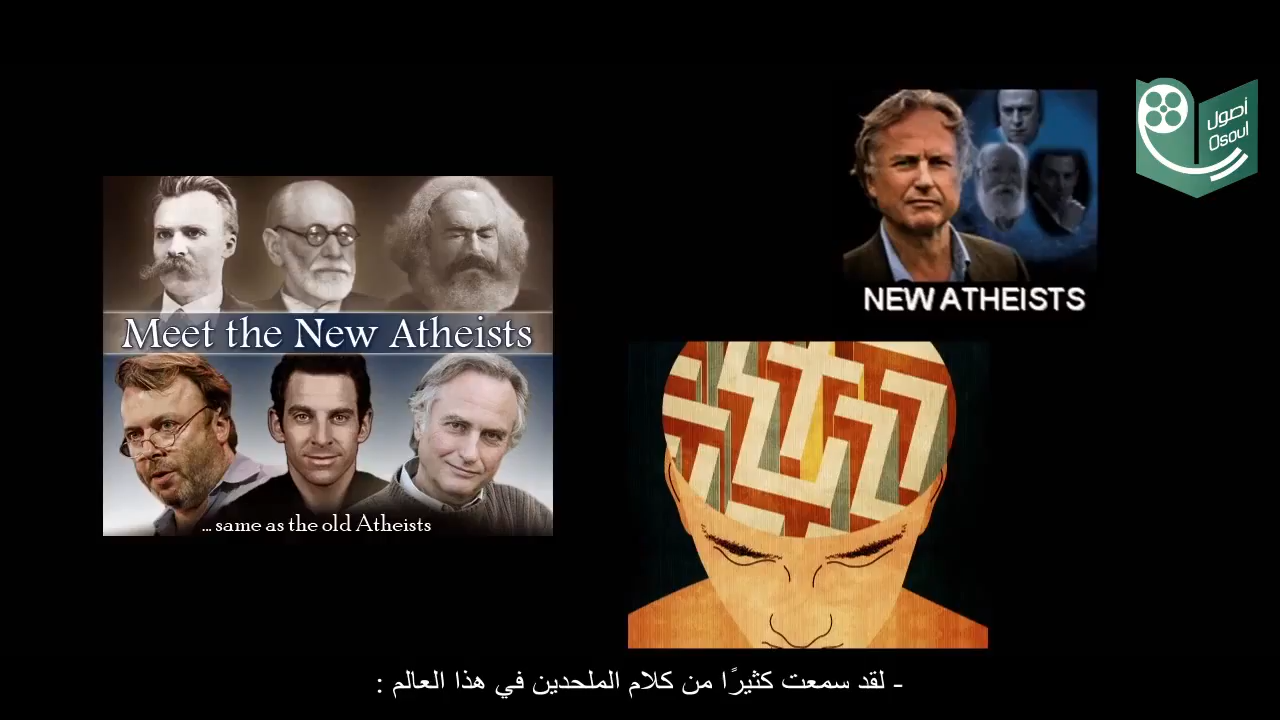 أصول
Osoul
NEW ATHEISTS
Meet the New Atheists
... same as the old Atheists
- لقد سمعت كثيرًا من كلام الملحدين في هذا العالم :